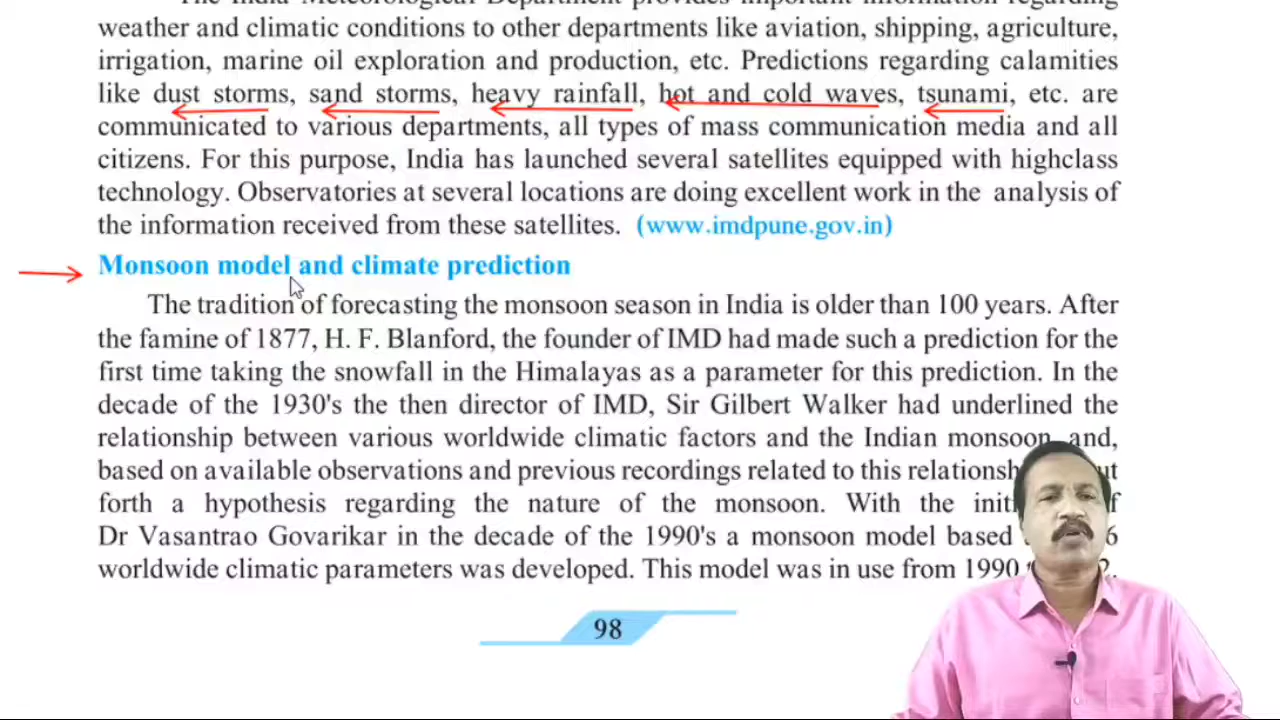 The India Meteorological Department provides important information regarding
weather and climatic conditions to other departments like aviation, shipping, agriculture,
irrigation, marine oil exploration and production, etc. Predictions regarding calamities
like dust storms, sand storms, heavy rainfall, hot and cold waves, tsunami, etc. are
communicated to various departments, all types of mass communication media and all
citizens. For this purpose, India has launched several satellites equipped with highclass
technology. Observatories at several locations are doing excellent work in the analysis of
the information received from these satellites. (www.imdpune.gov.in)
Monsoon model and climate prediction
The tradition of forecasting the monsoon season in India is older than 100 years. After
the famine of 1877, H. F. Blanford, the founder of IMD had made such a prediction for the
first time taking the snowfall in the Himalayas as a parameter for this prediction. In the
decade of the 1930's the then director of IMD, Sir Gilbert Walker had underlined the
relationship between various worldwide climatic factors and the Indian monsoon and,
based on available observations and previous recordings related to this
forth a hypothesis regarding the nature of the monsoon. With the
Dr Vasantrao Govarikar in the decade of the 1990's a monsoon model based
worldwide climatic parameters was developed. This model was in use from 1990
98